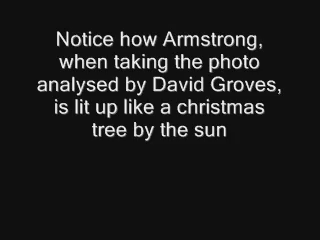 Notice how Armstrong,
when taking the photo
analysed by David Groves,
is lit up like a christmas
tree by the sun